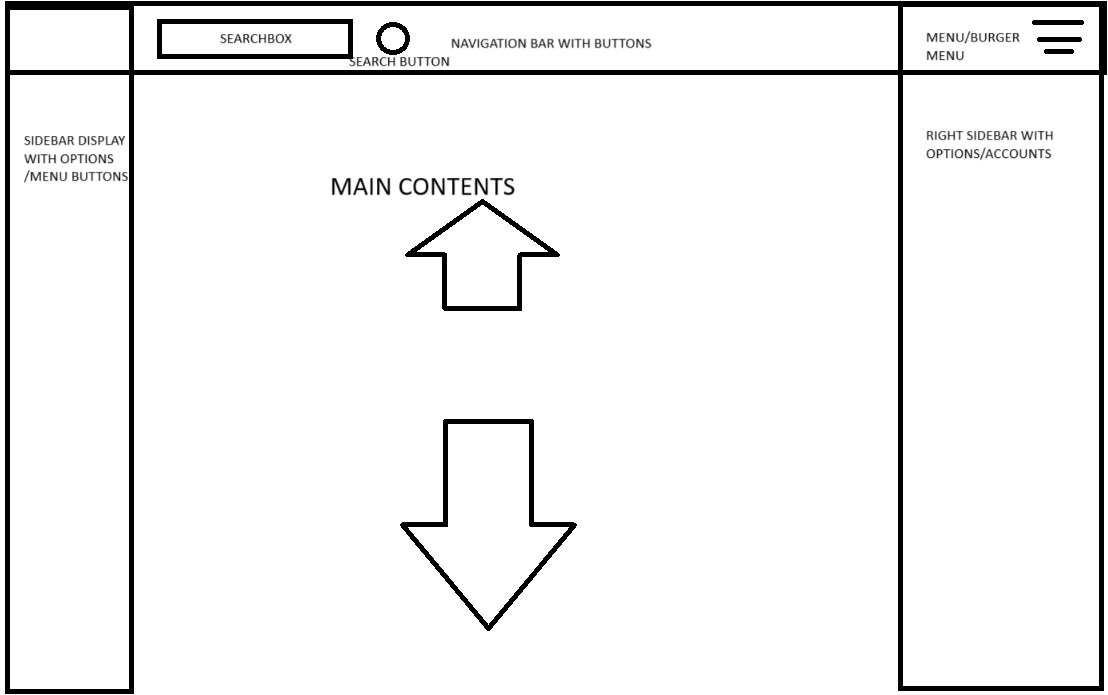 SEARCHBOX
SEARCH BUTTON
NAVIGATION BAR WITH BUTTONS
MENU/BURGER
MENU
SIDEBAR DISPLAY
WITH OPTIONS
/MENU BUTTONS
MAIN CONTENTS
RIGHT SIDEBAR WITH
OPTIONS/ACCOUNTS